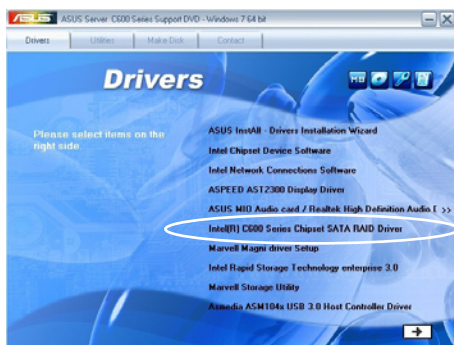 ASUS ASUS Server C600 Series Support DVD - Windows 7 64 bit
Drivers Utilities Make Disk Contact
Drivers
Please select items on the
right side.
ASUS InstAll - Drivers Installation Wizard
Intel Chipset Device Software
Intel Network Connections Software
ASPEED AST2300 Display Driver
ASUS MIO Audio card / Realtek High Definition Audio D >>
Intel(R) C600 Series Chipset SATA RAID Driver
Marvell Magni driver Setup
Intel Rapid Storage Technology enterprise 3.0
Marvell Storage Utility
Asmedia ASM104x USB 3.0 Host Controller Driver